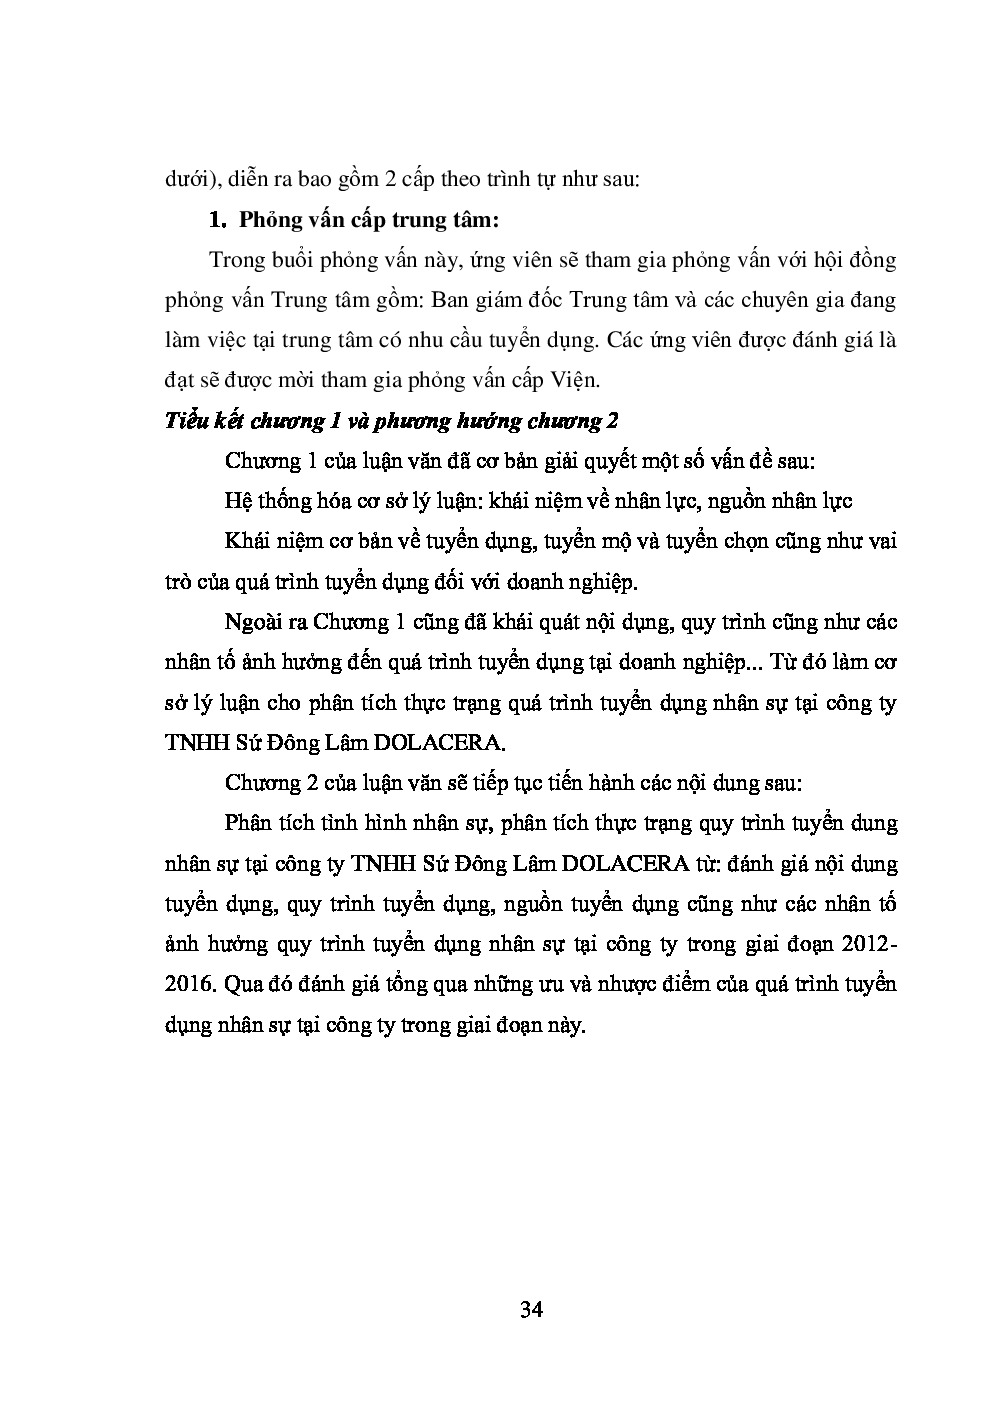 dưới), diễn ra bao gồm 2 cấp theo trình tự như sau:
1. Phỏng vấn cấp trung tâm:
Trong buổi phỏng vấn này, ứng viên sẽ tham gia phỏng vấn với hội đồng
phỏng vấn Trung tâm gồm: Ban giám đốc Trung tâm và các chuyên gia đang
làm việc tại trung tâm có nhu cầu tuyển dụng. Các ứng viên được đánh giá là
đạt sẽ được mời tham gia phỏng vấn cấp Viện.
Tiểu kết chương 1 và phương hướng chương 2
Chương 1 của luận văn đã cơ bản giải quyết một số vấn đề sau:
Hệ thống hóa cơ sở lý luận: khái niệm về nhân lực, nguồn nhân lực
Khái niệm cơ bản về tuyển dụng, tuyển mộ và tuyển chọn cũng như vai
trò của quá trình tuyển dụng đối với doanh nghiệp.
Ngoài ra Chương 1 cũng đã khái quát nội dụng, quy trình cũng như các
nhân tố ảnh hưởng đến quá trình tuyển dụng tại doanh nghiệp... Từ đó làm cơ
sở lý luận cho phân tích thực trạng quá trình tuyển dụng nhân sự tại công ty
TNHH Sứ Đông Lâm DOLACERA.
Chương 2 của luận văn sẽ tiếp tục tiến hành các nội dung sau:
Phân tích tình hình nhân sự, phân tích thực trạng quy trình tuyển dung
nhân sự tại công ty TNHH Sứ Đông Lâm DOLACERA từ: đánh giá nội dung
tuyển dụng, quy trình tuyển dụng, nguồn tuyển dụng cũng như các nhân tố
ảnh hưởng quy trình tuyển dụng nhân sự tại công ty trong giai đoạn 2012-
2016. Qua đó đánh giá tổng qua những ưu và nhược điểm của quá trình tuyển
dụng nhân sự tại công ty trong giai đoạn này.
34